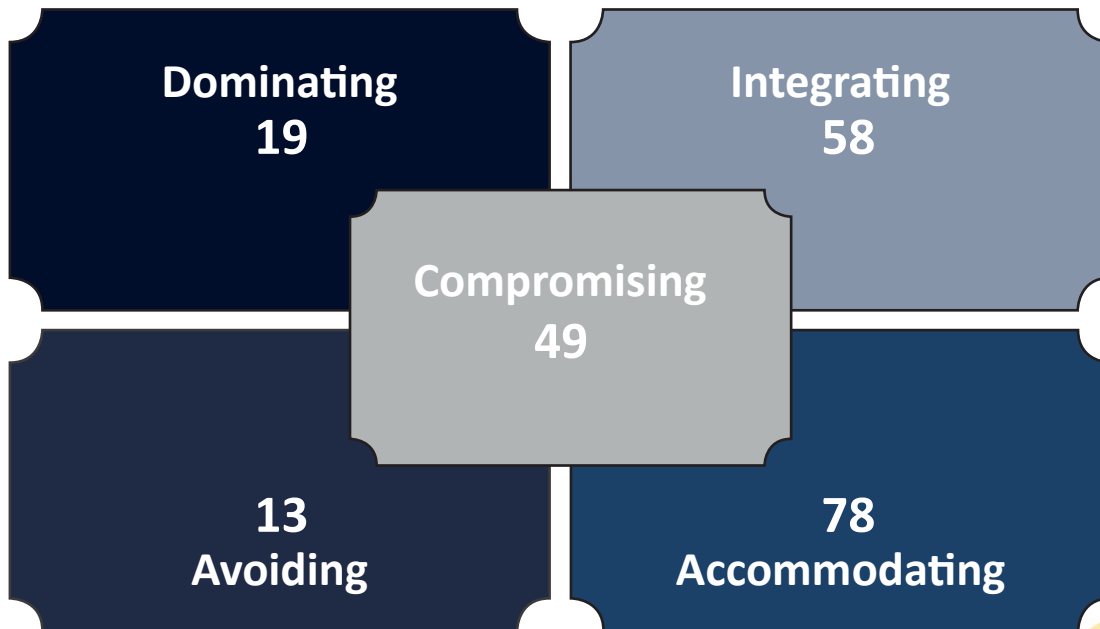 Dominating
19
Integrating
58
Compromising
49
13
Avoiding
78
Accommodating